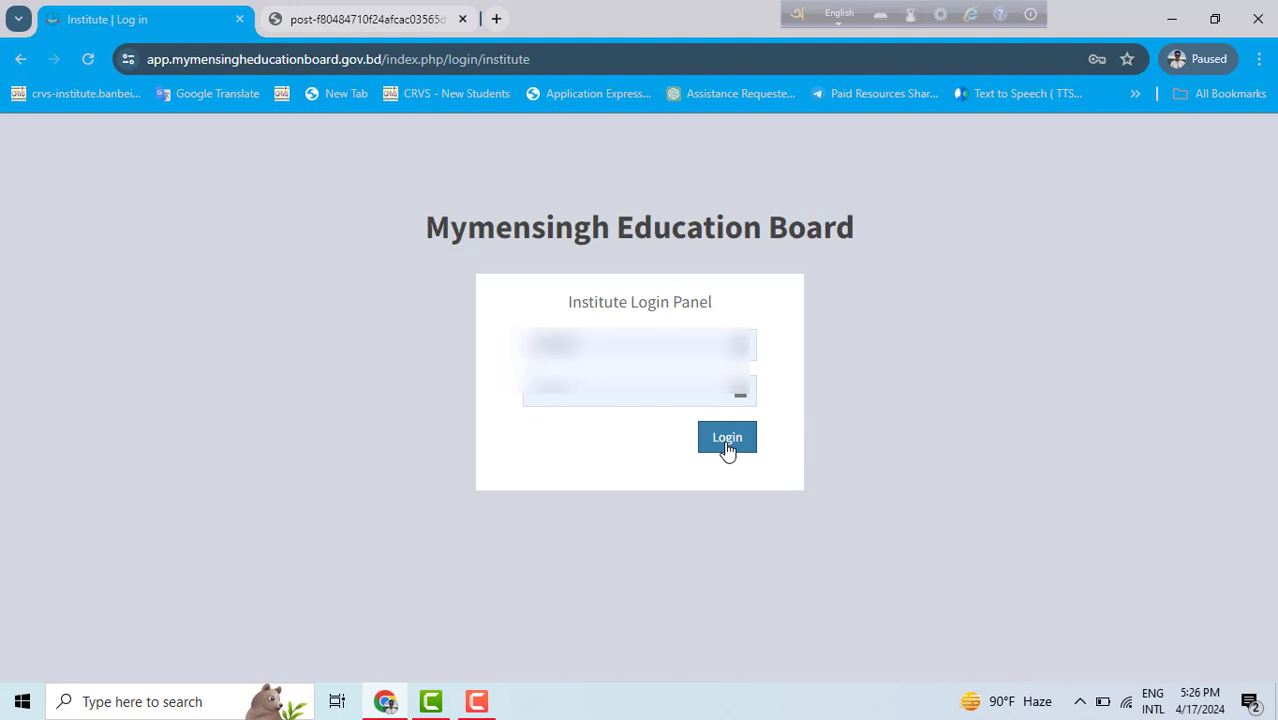 Institute | Log in
post-f80484710f24afcac03565d
অ
English
app.mymensingheducationboard.gov.bd/index.php/login/institute
Paused
crvs-institute.banbei...
Google Translate
New Tab
CRVS - New Students
Application Express...
Assistance Requeste...
Paid Resources Shar...
Text to Speech ( TTS...
All Bookmarks
Mymensingh Education Board
Institute Login Panel
Login
Type here to search
90°F Haze
ENG
INTL
5:26 PM
4/17/2024
2